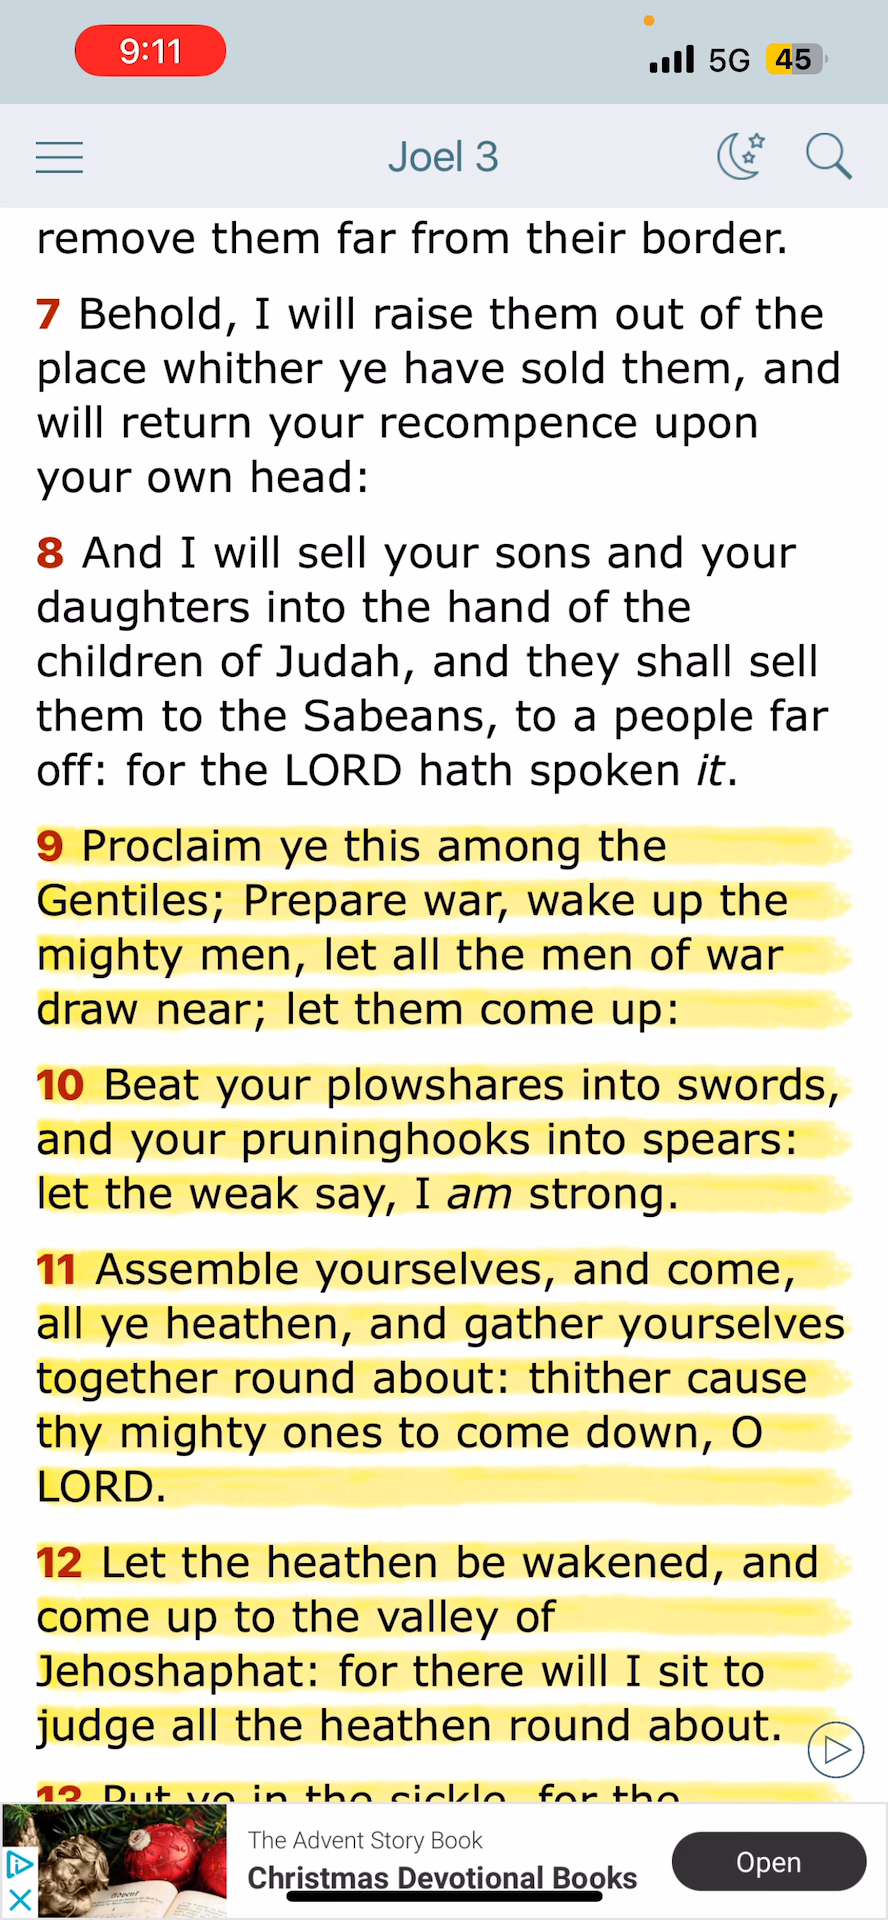 9:11
5G 45
Joel 3
remove them far from their border.
7 Behold, I will raise them out of the
place whither ye have sold them, and
will return your recompence upon
your own head:
8 And I will sell your sons and your
daughters into the hand of the
children of Judah, and they shall sell
them to the Sabeans, to a people far
off: for the LORD hath spoken it.
9 Proclaim ye this among the
Gentiles; Prepare war, wake up the
mighty men, let all the men of war
draw near; let them come up:
10 Beat your plowshares into swords,
and your pruninghooks into spears:
let the weak say, I am strong.
11 Assemble yourselves, and come,
all ye heathen, and gather yourselves
together round about: thither cause
thy mighty ones to come down, O
LORD.
12 Let the heathen be wakened, and
come up to the valley of
Jehoshaphat: for there will I sit to
judge all the heathen round about.
13 Put ye in the sickle, for the
The Advent Story Book
Christmas Devotional Books
Open